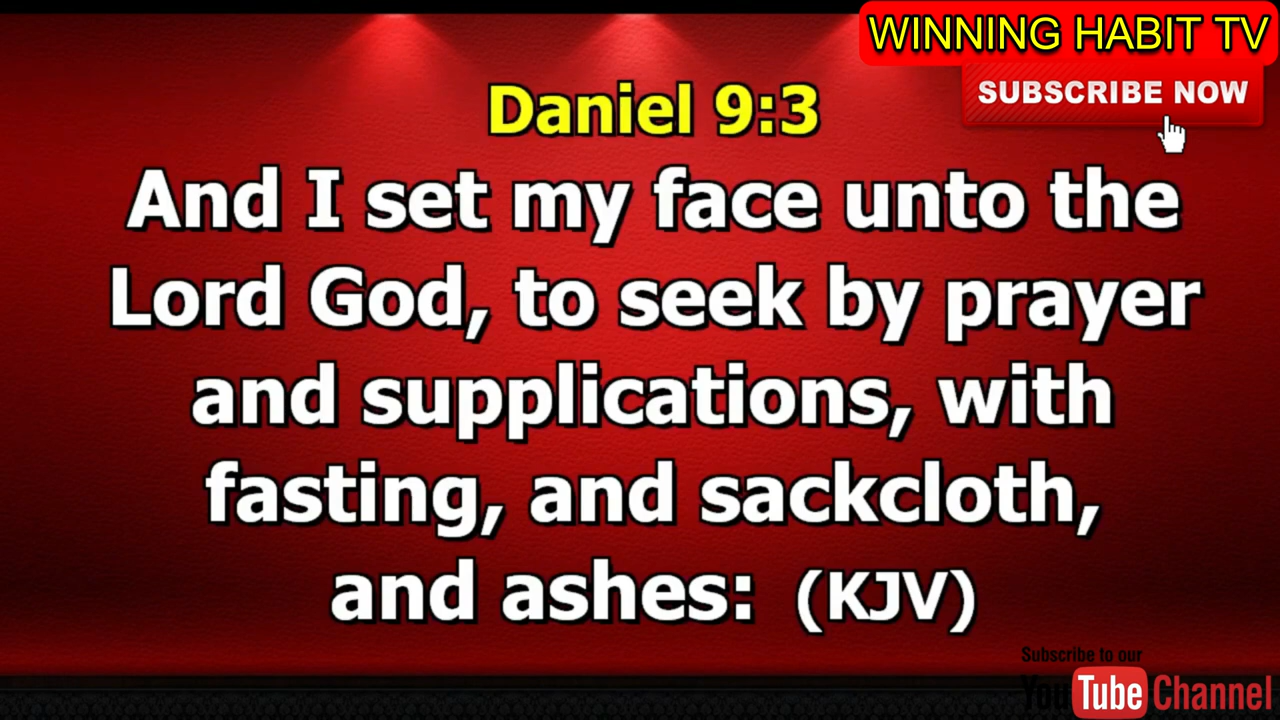 WINNING HABIT TV
SUBSCRIBE NOW
Daniel 9:3
And I set my face unto the
Lord God, to seek by prayer
and supplications, with
fasting, and sackcloth,
and ashes: (KJV)
Subscribe to our
YouTube Channel